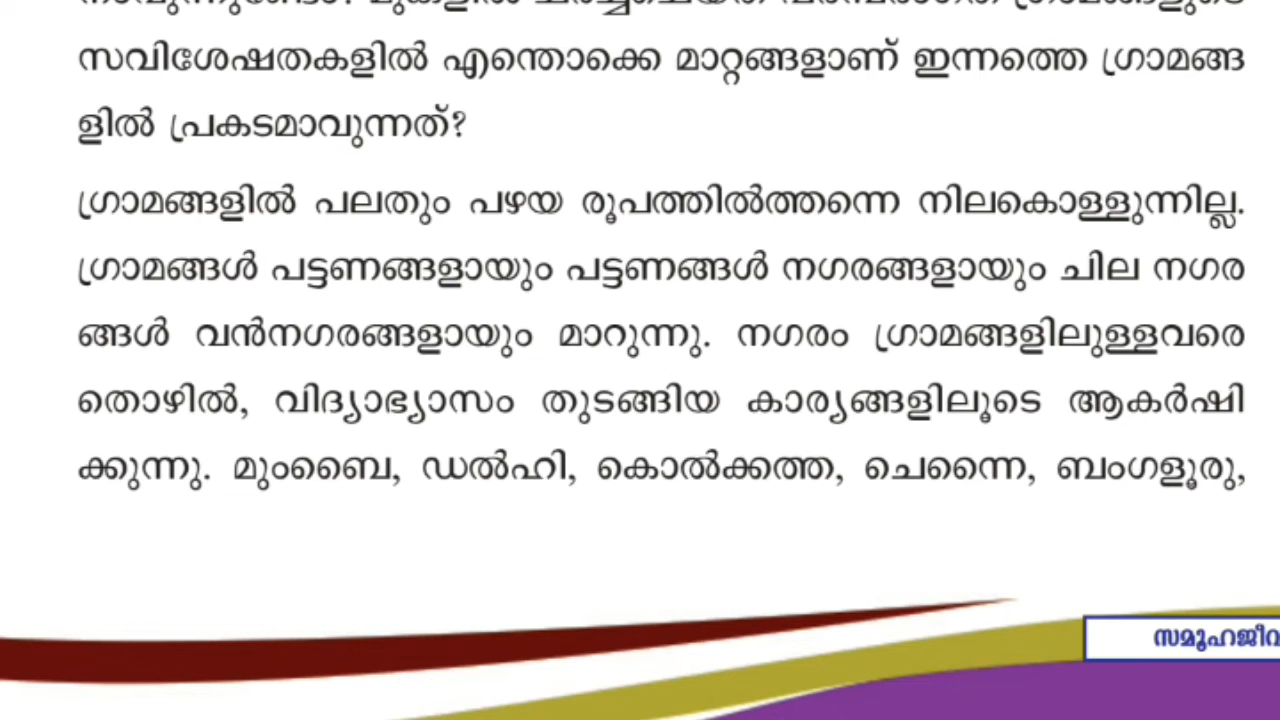 സവിശേഷതകളിൽ എന്തൊക്കെ മാറ്റങ്ങളാണ് ഇന്നത്തെ ഗ്രാമങ്ങ
ളിൽ പ്രകടമാവുന്നത്?
ഗ്രാമങ്ങളിൽ പലതും പഴയ രൂപത്തിൽത്തന്നെ നിലകൊള്ളുന്നില്ല.
ഗ്രാമങ്ങൾ പട്ടണങ്ങളായും പട്ടണങ്ങൾ നഗരങ്ങളായും ചില നഗര
ങ്ങൾ വൻനഗരങ്ങളായും മാറുന്നു. നഗരം ഗ്രാമങ്ങളിലുള്ളവരെ
തൊഴിൽ, വിദ്യാഭ്യാസം തുടങ്ങിയ കാര്യങ്ങളിലൂടെ ആകർഷി
ക്കുന്നു. മുംബൈ, ഡൽഹി, കൊൽക്കത്ത, ചെന്നൈ, ബംഗളൂരു,
സമൂഹജീവ